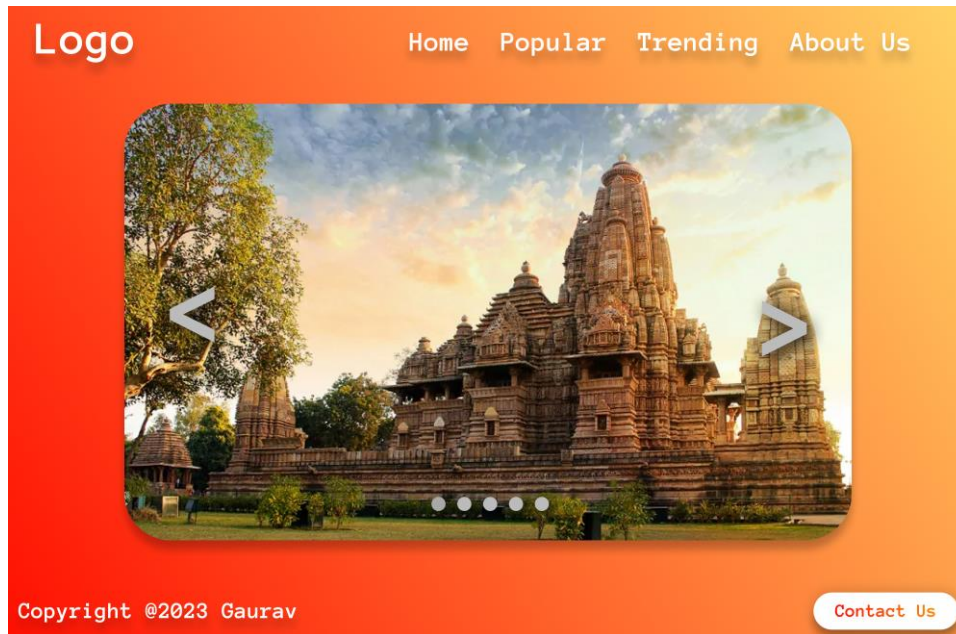 Logo
Home Popular Trending About Us
< >
Copyright @2023 Gaurav
Contact Us